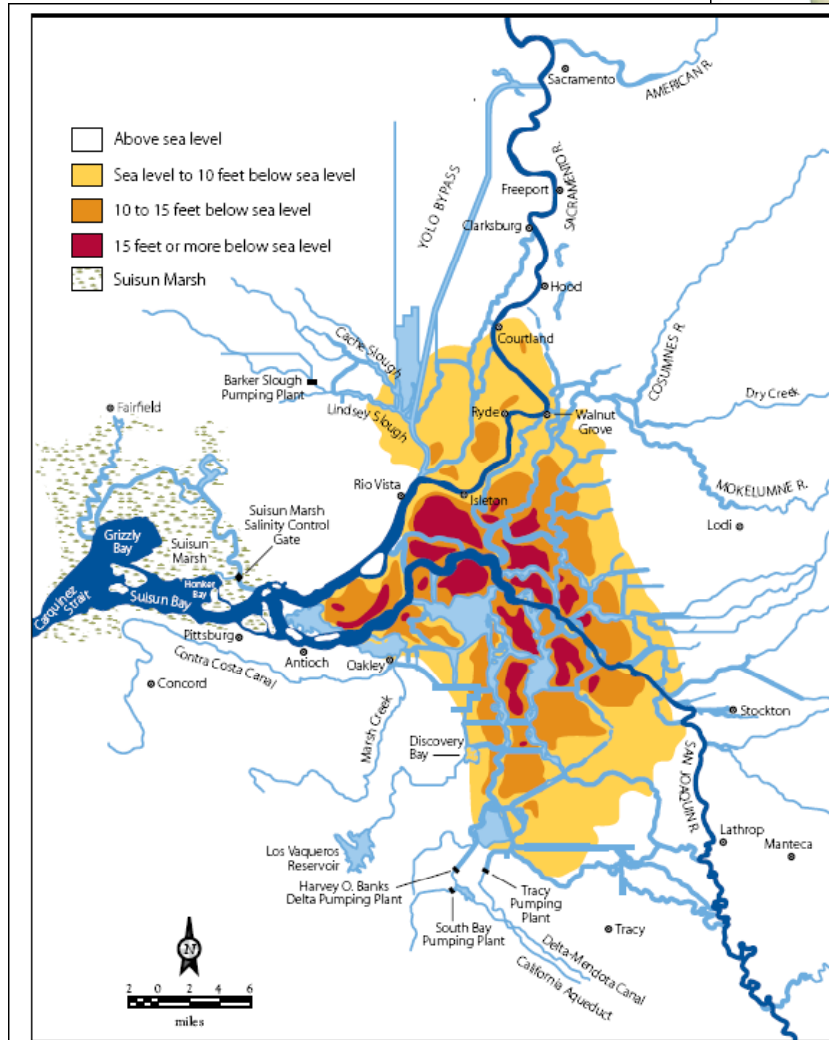 Sacramento
AMERICAN R.
Above sea level
Sea level to 10 feet below sea level
10 to 15 feet below sea level
15 feet or more below sea level
Suisun Marsh
YOLO BYPASS
SACRAMENTO R.
Freeport
Clarksburg
Hood
Courtland
COSUMNES R.
Cache Slough
Barker Slough
Pumping Plant
Lindsey Slough
Dry Creek
Fairfield
Ryde
Walnut
Grove
MOKELUMNE R.
Rio Vista
Isleton
Lodi
Suisun Marsh
Salinity Control
Gate
Grizzly
Bay
Suisun
Marsh
Honker
Bay
Carquinez
Strait
Suisun Bay
Pittsburg
Antioch
Oakley
Contra Costa Canal
Concord
Marsh Creek
Stockton
Discovery
Bay
SAN JOAQUIN R.
Los Vaqueros
Reservoir
Lathrop
Manteca
Harvey O. Banks
Delta Pumping Plant
Tracy
Pumping
Plant
South Bay
Pumping Plant
Tracy
Delta-Mendota Canal
California Aqueduct
N
2 0 2 4 6
miles